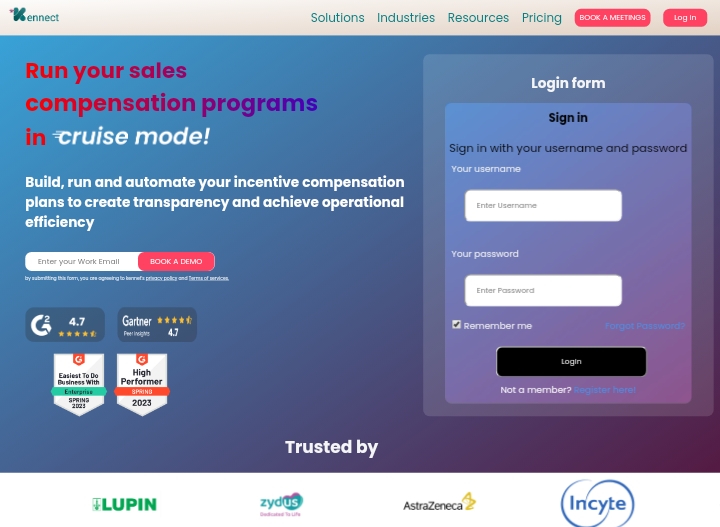 Kennect
Solutions Industries Resources Pricing BOOK A MEETINGS Log in
Run your sales
compensation programs
in cruise mode!
Build, run and automate your incentive compensation
plans to create transparency and achieve operational
efficiency
Enter your Work Email BOOK A DEMO
by submitting this form, you are agreeing to kennect's privacy policy and Terms of services.
G2 4.7
Gartner
Peer Insights 4.7
G
Easiest To Do
Business With
Enterprise
SPRING
2023
G
High
Performer
SPRING
2023
Login form
Sign in
Sign in with your username and password
Your username
Enter Username
Your password
Enter Password
Remember me Forgot Password?
Login
Not a member? Register here!
Trusted by
LUPIN
zydus
Dedicated To Life
AstraZeneca
Incyte